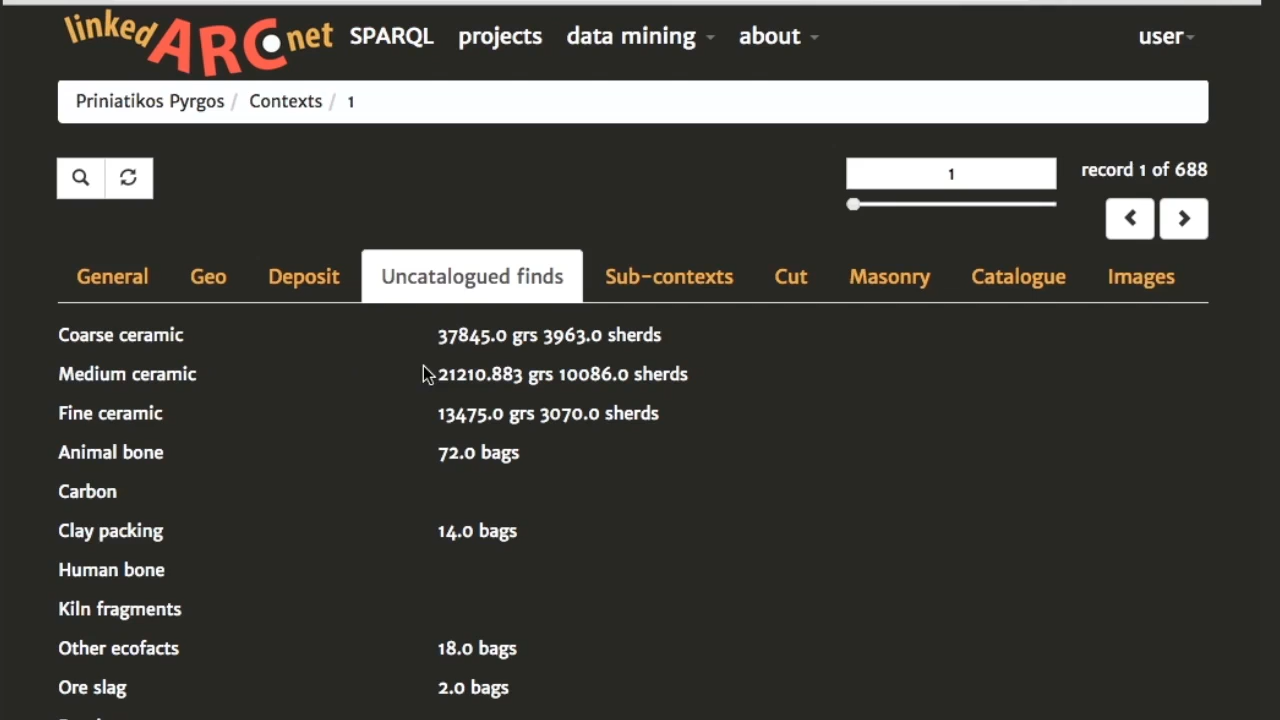 linkedARCnet SPARQL projects data mining about user
Priniatikos Pyrgos / Contexts / 1
1 record 1 of 688
General Geo Deposit Uncatalogued finds Sub-contexts Cut Masonry Catalogue Images
Coarse ceramic 37845.0 grs 3963.0 sherds
Medium ceramic 21210.883 grs 10086.0 sherds
Fine ceramic 13475.0 grs 3070.0 sherds
Animal bone 72.0 bags
Carbon
Clay packing 14.0 bags
Human bone
Kiln fragments
Other ecofacts 18.0 bags
Ore slag 2.0 bags